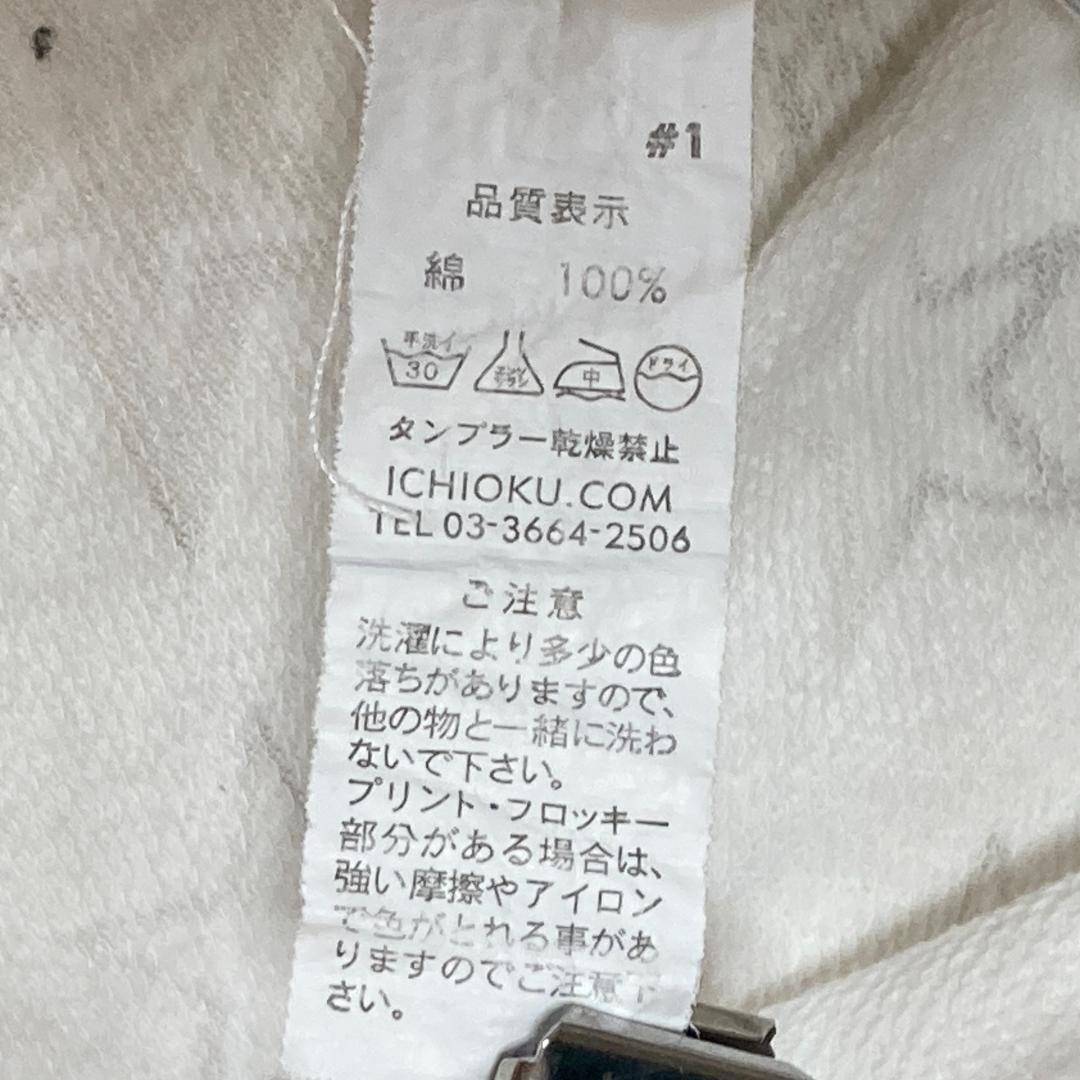 #1
品質表示
綿 100%
手洗イ
30
エンソ
サラシ
中
ドライ
タンブラー乾燥禁止
ICHIOKU.COM
TEL 03-3664-2506
ご注意
洗濯により多少の色
落ちがありますので、
他の物と一緒に洗わ
ないで下さい。
プリント・フロッキー
部分がある場合は、
強い摩擦やアイロン
で色がとれる事があ
りますのでご注意下
さい。